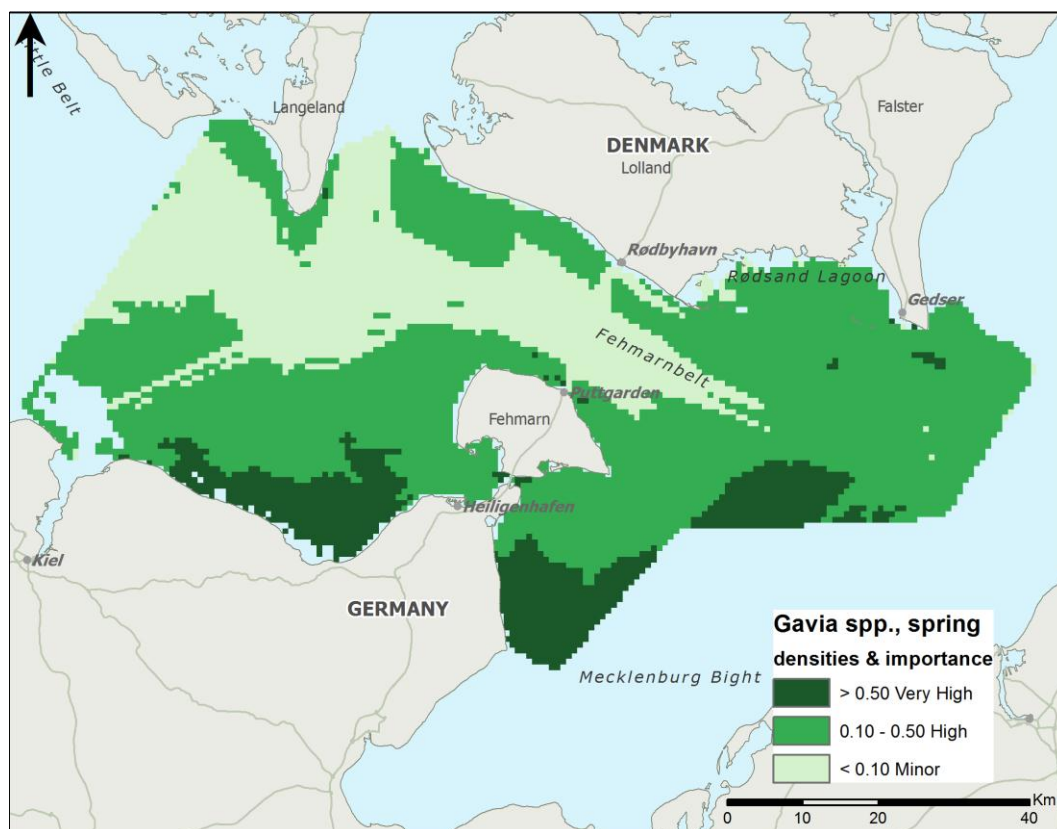 ttle Belt
Langeland
Falster
DENMARK
Lolland
Rødbyhavn
Rødsand Lagoon
Gedser
Fehmarnbelt
Puttgarden
Fehmarn
Heiligenhafen
Kiel
GERMANY
Mecklenburg Bight
Gavia spp., spring
densities & importance
> 0.50 Very High
0.10 - 0.50 High
< 0.10 Minor
Km
0 10 20 40